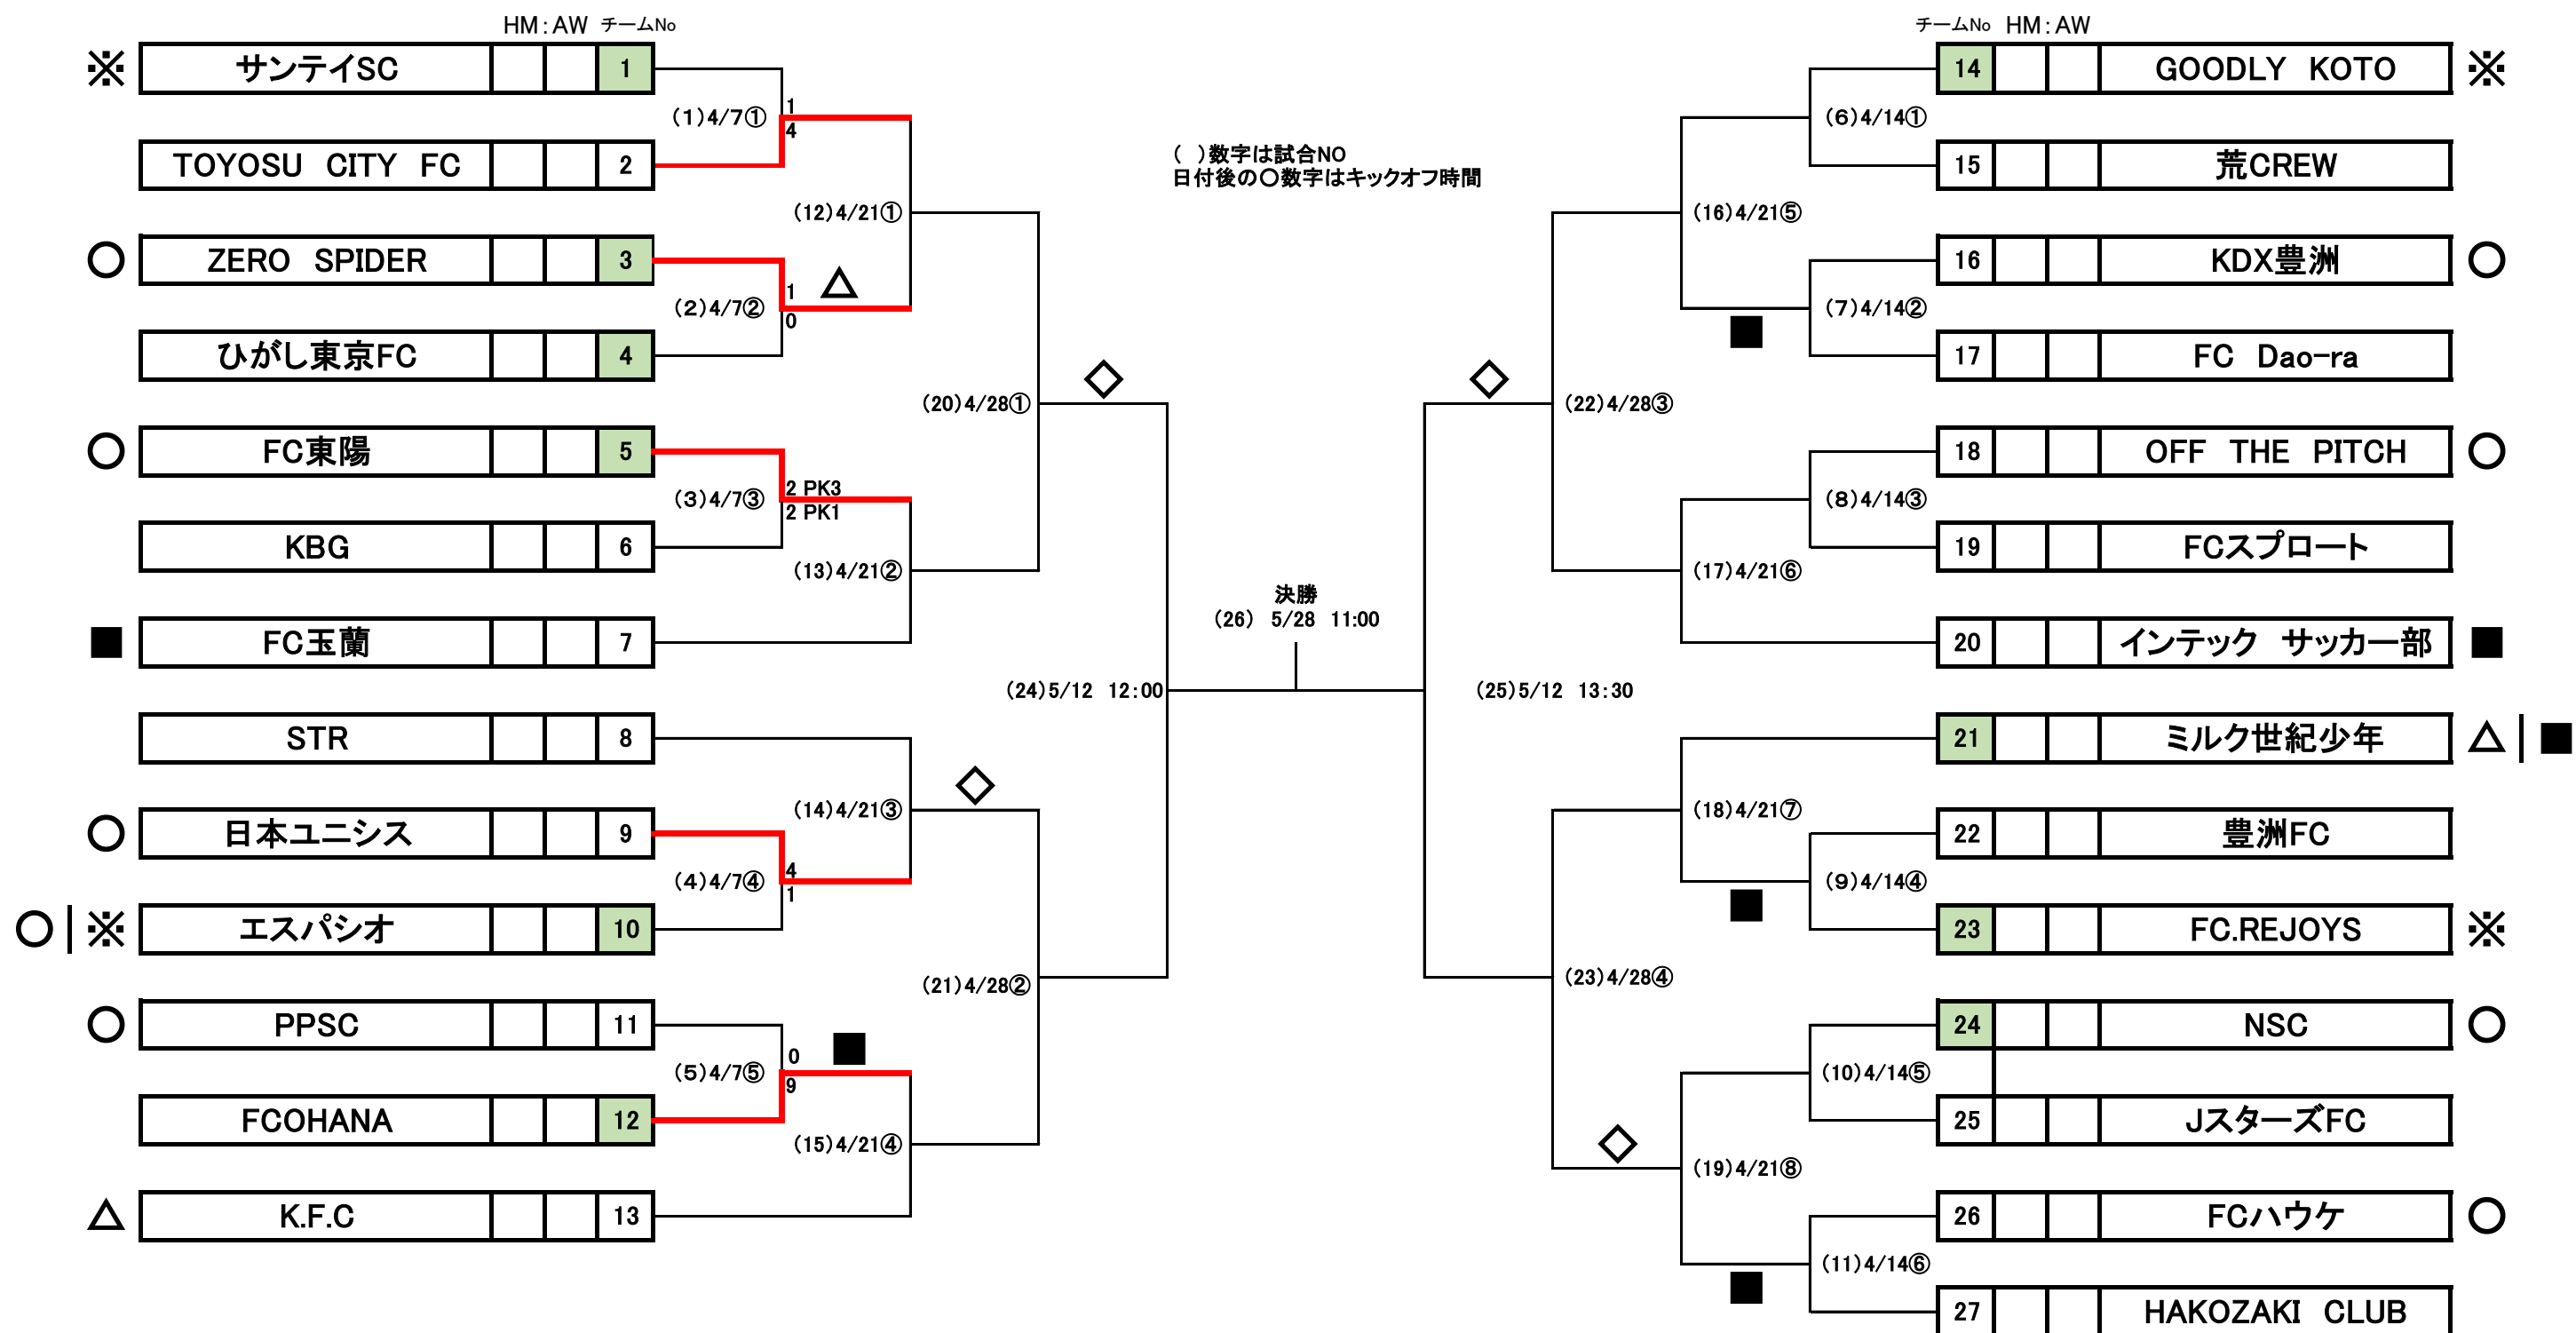 HM：AW チームNo
チームNo HM：AW
※ サンテイSC 1
(1)4/7① 1
4
TOYOSU CITY FC 2
(12)4/21①
○ ZERO SPIDER 3
(2)4/7② 1 △
0
ひがし東京FC 4
(20)4/28① ◇
○ FC東陽 5
(3)4/7③ 2 PK3
2 PK1
KBG 6
(13)4/21②
■ FC玉蘭 7
(24)5/12 12:00
STR 8
(14)4/21③ ◇
○ 日本ユニシス 9
(4)4/7④ 4
1
○|※ エスパシオ 10
(21)4/28②
○ PPSC 11
(5)4/7⑤ 0 ■
9
FCOHANA 12
(15)4/21④
△ K.F.C 13
( )数字は試合NO
日付後の○数字はキックオフ時間
決勝
(26) 5/28 11:00
14 GOODLY KOTO ※
(6)4/14①
15 荒CREW
(16)4/21⑤
16 KDX豊洲 ○
(7)4/14②
■
17 FC Dao-ra
◇ (22)4/28③
18 OFF THE PITCH ○
(8)4/14③
19 FCスプロート
(17)4/21⑥
20 インテック サッカー部 ■
(25)5/12 13:30
21 ミルク世紀少年 △|■
(18)4/21⑦
22 豊洲FC
(9)4/14④
■
23 FC.REJOYS ※
(23)4/28④
24 NSC ○
(10)4/14⑤
25 JスターズFC
◇ (19)4/21⑧
26 FCハウケ ○
(11)4/14⑥
■
27 HAKOZAKI CLUB